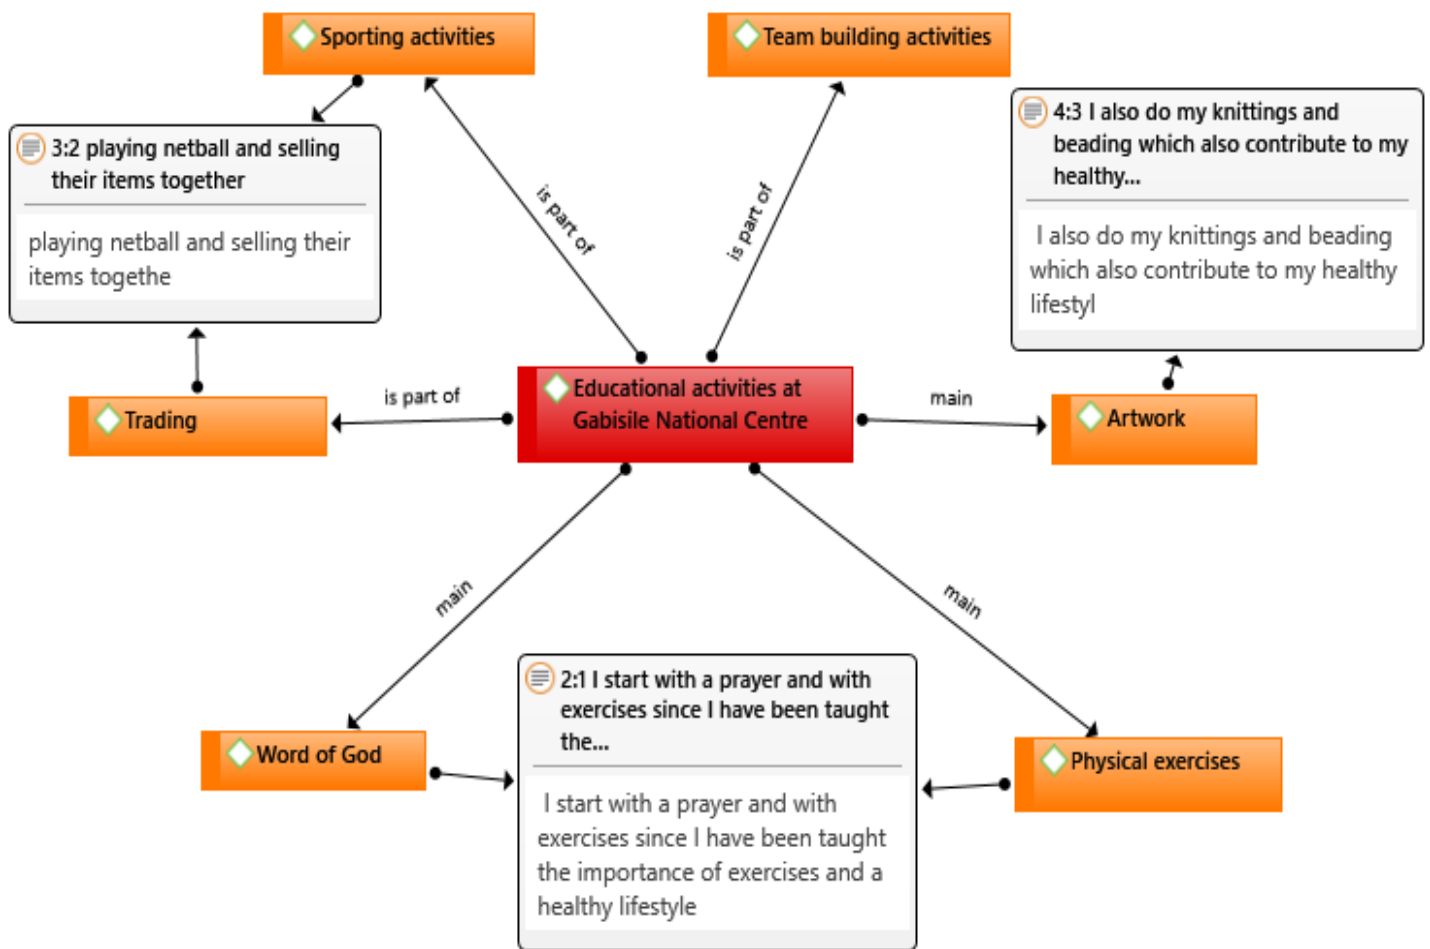 Sporting activities
Team building activities
3:2 playing netball and selling
their items together
playing netball and selling their
items togethe
4:3 I also do my knittings and
beading which also contribute to my
healthy...
I also do my knittings and beading
which also contribute to my healthy
lifestyl
is part of
is part of
Trading
is part of
Educational activities at
Gabisile National Centre
main
Artwork
main
main
Word of God
2:1 I start with a prayer and with
exercises since I have been taught
the...
I start with a prayer and with
exercises since I have been taught
the importance of exercises and a
healthy lifestyle
Physical exercises